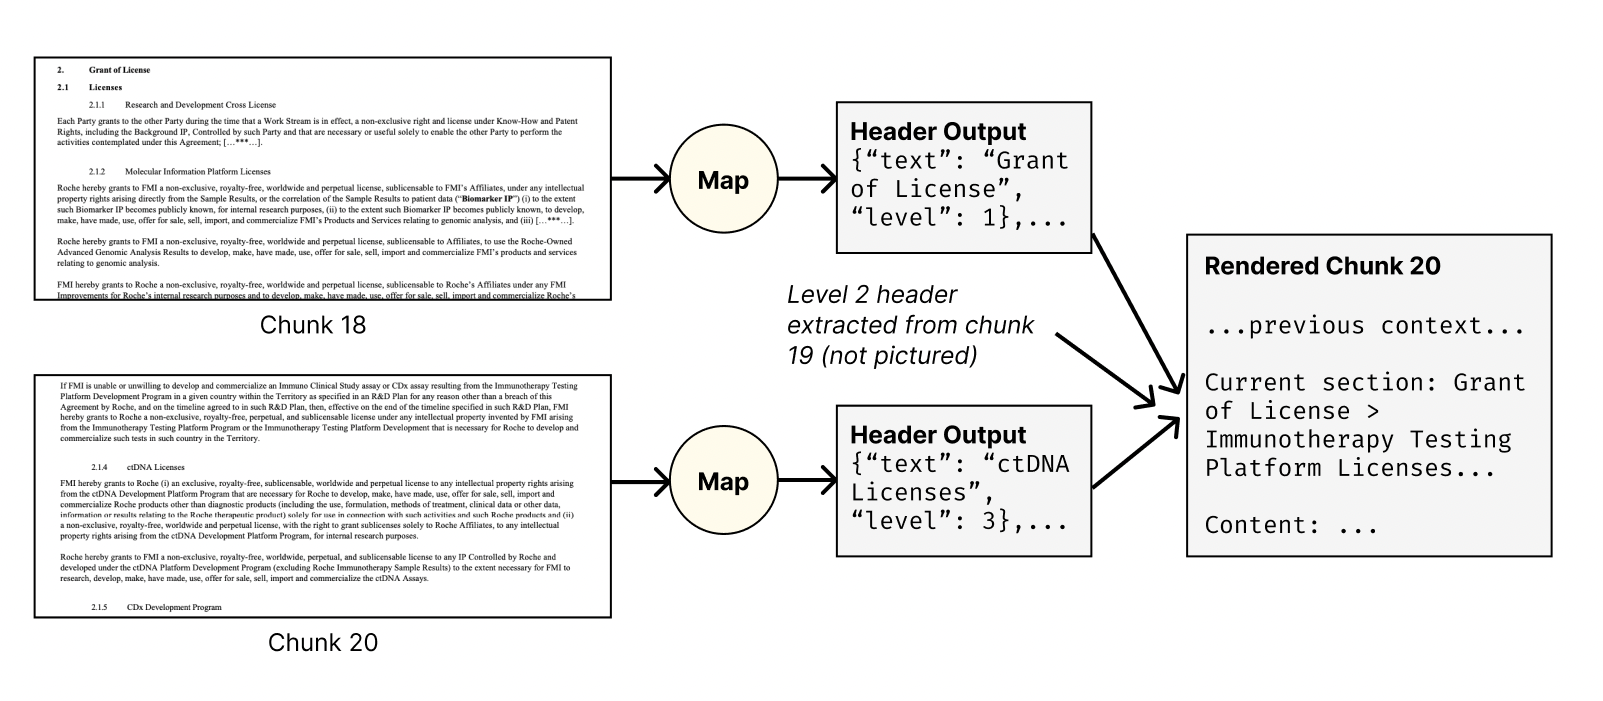 2. Grant of License
2.1 Licenses
2.1.1 Research and Development Cross License
Each Party grants to the other Party during the time that a Work Stream is in effect, a non-exclusive right and license under Know-How and Patent
Rights, including the Background IP, Controlled by such Party and that are necessary or useful solely to enable the other Party to perform the
activities contemplated under this Agreement; […***…].
2.1.2 Molecular Information Platform Licenses
Roche hereby grants to FMI a non-exclusive, royalty-free, worldwide and perpetual license, sublicensable to FMI's Affiliates, under any intellectual
property rights arising directly from the Sample Results, or the correlation of the Sample Results to patient data (“Biomarker IP”) (i) to the extent
such Biomarker IP becomes publicly known, for internal research purposes, (ii) to the extent such Biomarker IP becomes publicly known, to develop,
make, have made, use, offer for sale, sell, import, and commercialize FMI's Products and Services relating to genomic analysis, and (iii) […***…].
Roche hereby grants to FMI a non-exclusive, royalty-free, worldwide and perpetual license, sublicensable to Affiliates, to use the Roche-Owned
Advanced Genomic Analysis Results to develop, make, have made, use, offer for sale, sell, import and commercialize FMI's products and services
relating to genomic analysis.
FMI hereby grants to Roche a non-exclusive, royalty-free, worldwide and perpetual license, sublicensable to Roche's Affiliates under any FMI
Improvements for Roche's internal research purposes and to develop, make, have made, use, offer for sale, sell, import and commercialize Roche's
Chunk 18
Map
Header Output
{“text”: “Grant
of License”,
“level”: 1},...
Level 2 header
extracted from chunk
19 (not pictured)
If FMI is unable or unwilling to develop and commercialize an Immuno Clinical Study assay or CDx assay resulting from the Immunotherapy Testing
Platform Development Program in a given country within the Territory as specified in an R&D Plan for any reason other than a breach of this
Agreement by Roche, and on the timeline agreed to in such R&D Plan, then, effective on the end of the timeline specified in such R&D Plan, FMI
hereby grants to Roche a non-exclusive, royalty-free, perpetual, and sublicensable license under any intellectual property invented by FMI arising
from the Immunotherapy Testing Platform Program or the Immunotherapy Testing Platform Development that is necessary for Roche to develop and
commercialize such tests in such country in the Territory.
2.1.4 ctDNA Licenses
FMI hereby grants to Roche (i) an exclusive, royalty-free, sublicensable, worldwide and perpetual license to any intellectual property rights arising
from the ctDNA Development Platform Program that are necessary for Roche to develop, make, have made, use, offer for sale, sell, import and
commercialize Roche products other than diagnostic products (including the use, formulation, methods of treatment, clinical data or other data,
information or results relating to the Roche therapeutic product) solely for use in connection with such activities and such Roche products and (ii)
a non-exclusive, royalty-free, worldwide and perpetual license, with the right to grant sublicenses solely to Roche Affiliates, to any intellectual
property rights arising from the ctDNA Development Platform Program, for internal research purposes.
Roche hereby grants to FMI a non-exclusive, royalty-free, worldwide, perpetual, and sublicensable license to any IP Controlled by Roche and
developed under the ctDNA Platform Development Program (excluding Roche Immunotherapy Sample Results) to the extent necessary for FMI to
research, develop, make, have made, use, offer for sale, sell, import and commercialize the ctDNA Assays.
2.1.5 CDx Development Program
Chunk 20
Map
Header Output
{“text”: “ctDNA
Licenses”,
“level”: 3},...
Rendered Chunk 20
...previous context...
Current section: Grant
of License >
Immunotherapy Testing
Platform Licenses...
Content: ...